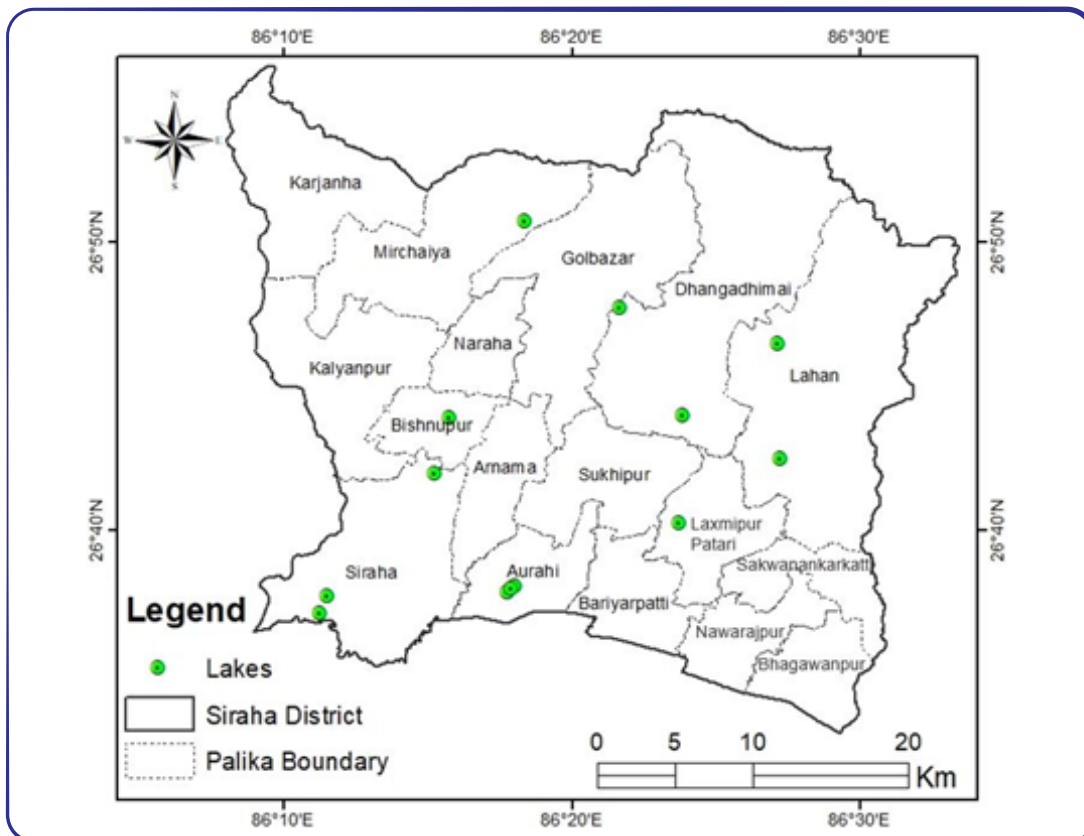 86°10'E 86°20'E 86°30'E
N
W E
S
Karjanha
26°50'N 26°50'N
Mirchaiya
Golbazar
Dhangadhimai
Naraha
Kalyanpur
Lahan
Bishnupur
Arnama
Sukhipur
26°40'N 26°40'N
Laxmipur
Patari
Sakwanankarkatti
Siraha
Aurahi
Bariyarpatti
Nawarajpur
Bhagawanpur
Legend
Lakes
Siraha District
Palika Boundary
0 5 10 20
Km
86°10'E 86°20'E 86°30'E